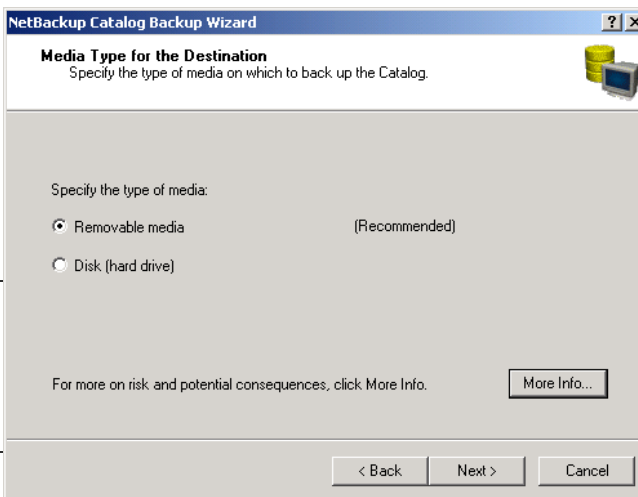 NetBackup Catalog Backup Wizard
Media Type for the Destination
Specify the type of media on which to back up the Catalog.
Specify the type of media:
Removable media (Recommended)
Disk (hard drive)
For more on risk and potential consequences, click More Info. More Info...
< Back Next > Cancel